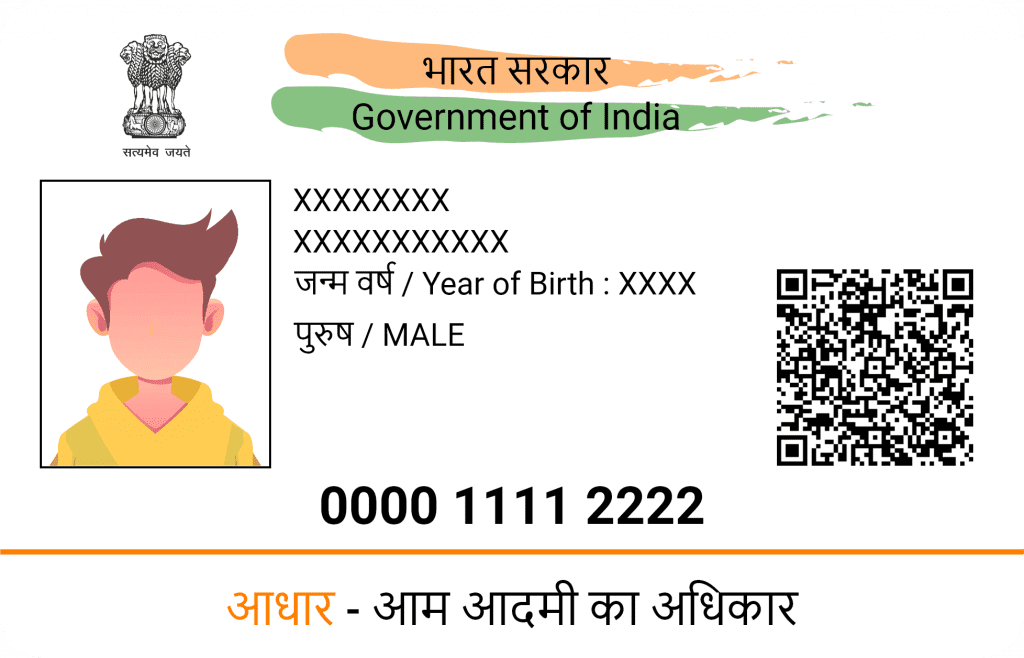 भारत सरकार
Government of India
सत्यमेव जयते
XXXXXXXX
XXXXXXXXXXX
जन्म वर्ष / Year of Birth : XXXX
पुरुष / MALE
0000 1111 2222
आधार - आम आदमी का अधिकार